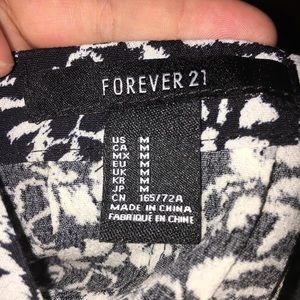 FOREVER 21
US M
CA M
MX M
EU M
UK M
KR M
JP M
CN 165/72A
MADE IN CHINA
FABRIQUÉ EN CHINE